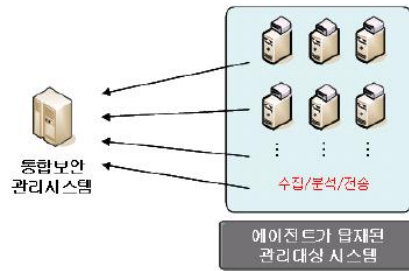 통합보안
관리시스템
수집/분석/전송
에이전트가 탑재된
관리대상 시스템